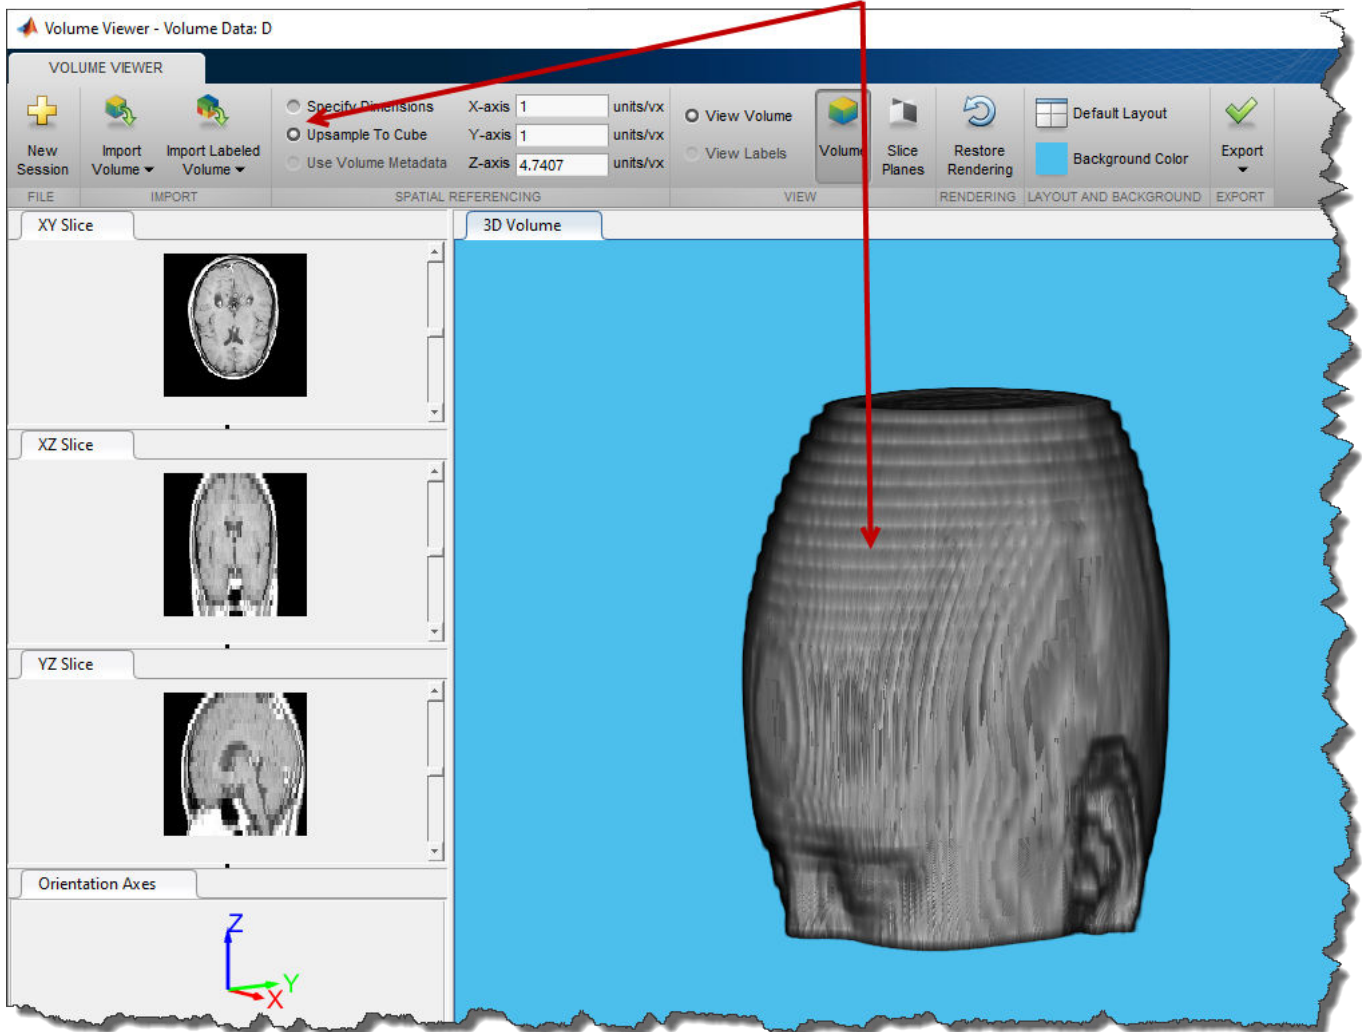 Volume Viewer - Volume Data: D
VOLUME VIEWER
New
Session
Import
Volume
Import Labeled
Volume
Specify Dimensions
Upsample To Cube
Use Volume Metadata
X-axis 1 units/vx
Y-axis 1 units/vx
Z-axis 4.7407 units/vx
View Volume
View Labels
Volume
Slice
Planes
Restore
Rendering
Default Layout
Background Color
Export
FILE IMPORT SPATIAL REFERENCING VIEW RENDERING LAYOUT AND BACKGROUND EXPORT
XY Slice
3D Volume
XZ Slice
YZ Slice
Orientation Axes
Z
Y
X